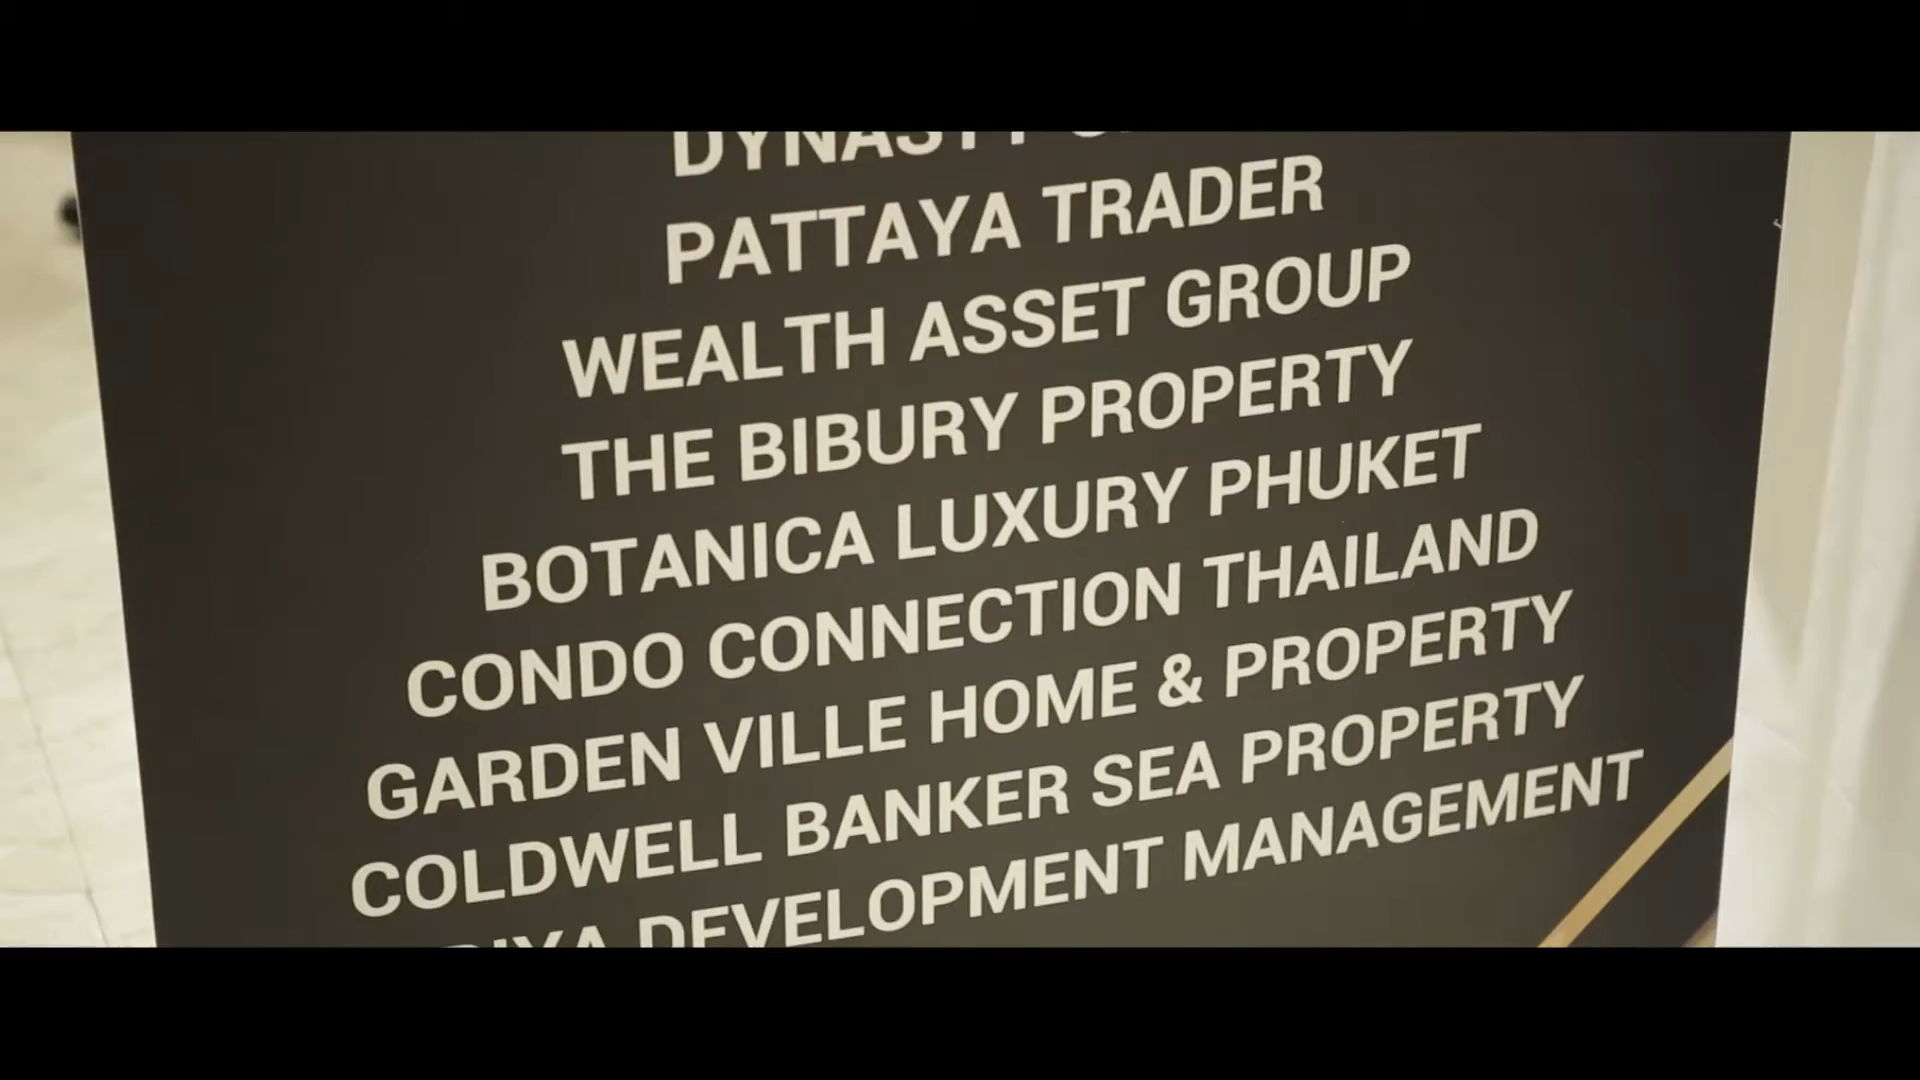 DYNASTY
PATTAYA TRADER
WEALTH ASSET GROUP
THE BIBURY PROPERTY
BOTANICA LUXURY PHUKET
CONDO CONNECTION THAILAND
GARDEN VILLE HOME & PROPERTY
COLDWELL BANKER SEA PROPERTY
DEVELOPMENT MANAGEMENT